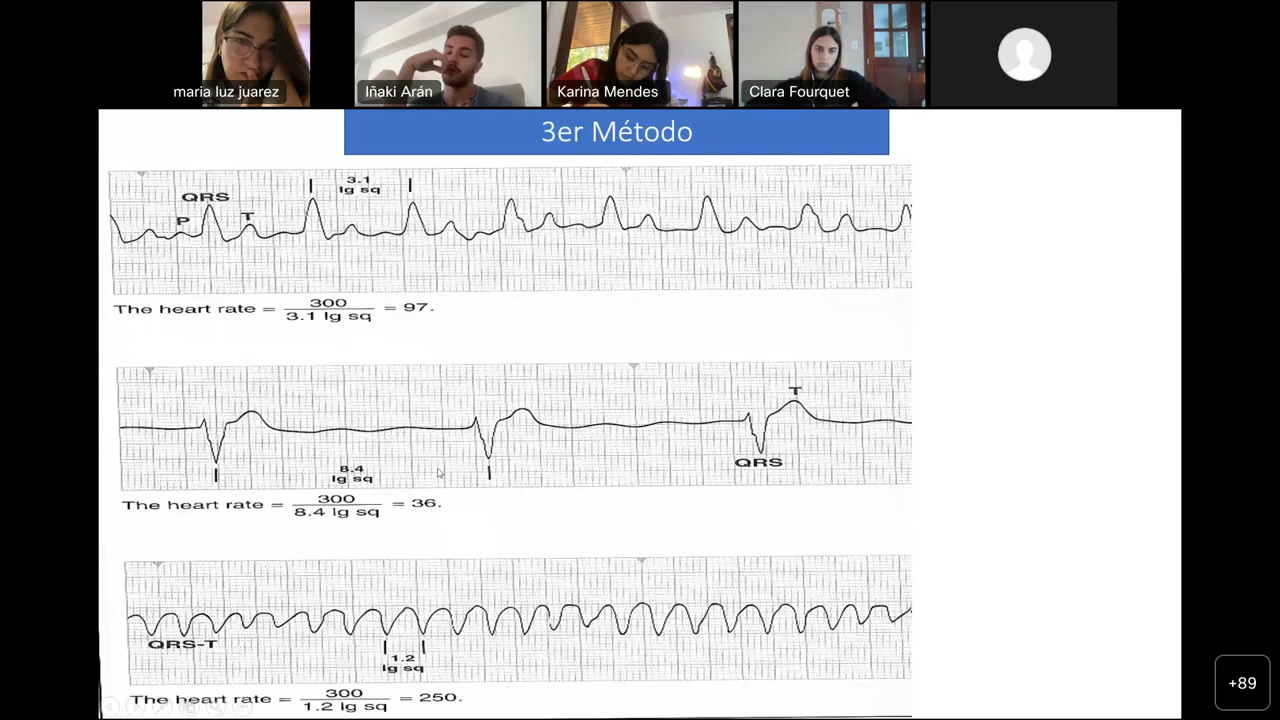 maria luz juarez
Iñaki Arán
Karina Mendes
Clara Fourquet
3er Método
3.1
lg sq
QRS
P
T
The heart rate = 300 / 3.1 lg sq = 97.
T
8.4
lg sq
QRS
The heart rate = 300 / 8.4 lg sq = 36.
QRS-T
1.2
lg sq
The heart rate = 300 / 1.2 lg sq = 250.
+89